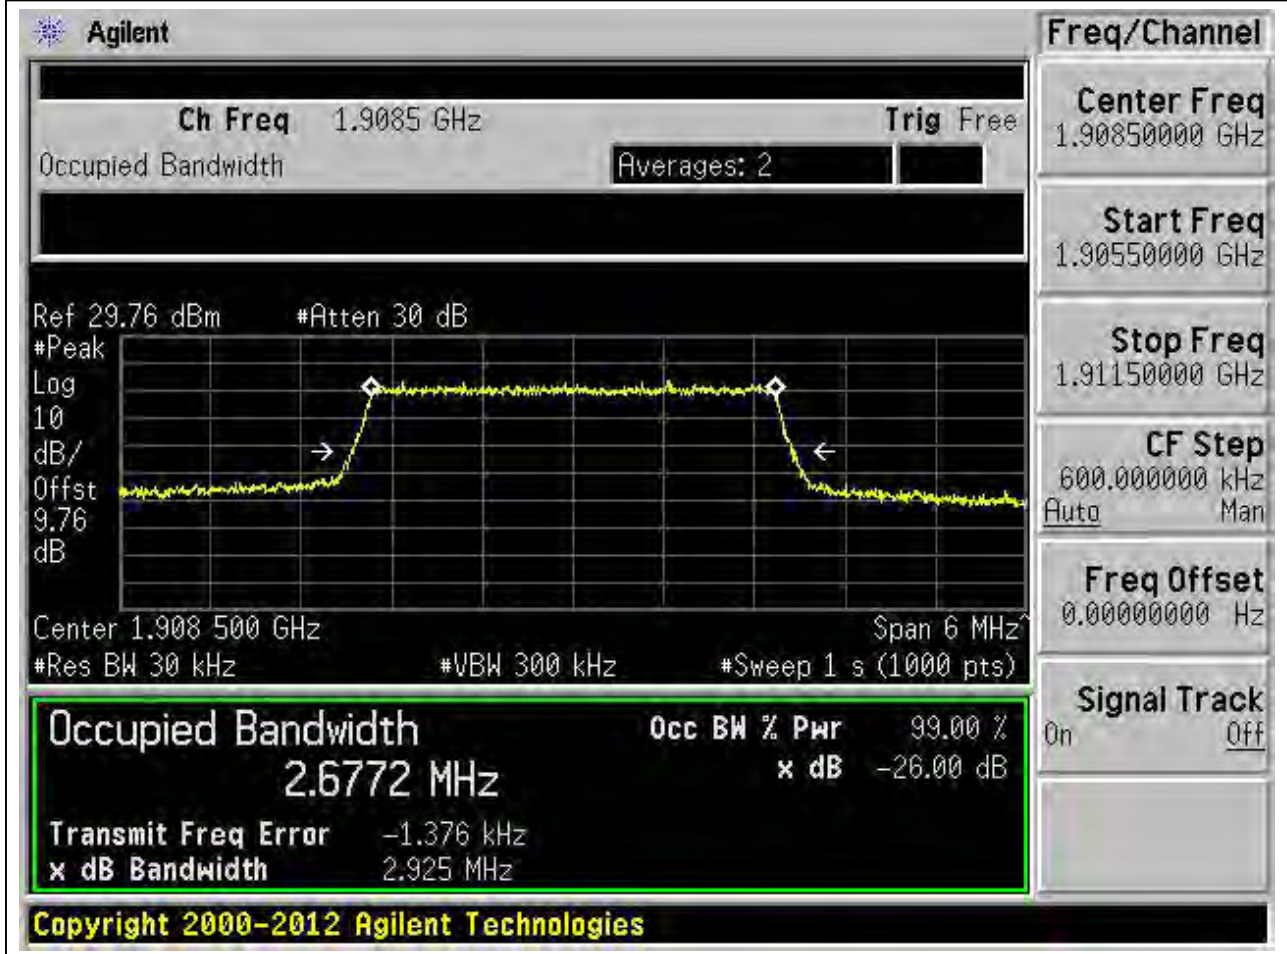 Agilent
Freq/Channel
Ch Freq 1.9085 GHz Trig Free
Occupied Bandwidth Averages: 2
Center Freq
1.90850000 GHz
Start Freq
1.90550000 GHz
Stop Freq
1.91150000 GHz
CF Step
600.000000 kHz
Auto Man
Freq Offset
0.00000000 Hz
Signal Track
On Off
Ref 29.76 dBm #Atten 30 dB
#Peak
Log
10
dB/
Offst
9.76
dB
Center 1.908 500 GHz Span 6 MHz^
#Res BW 30 kHz #VBW 300 kHz #Sweep 1 s (1000 pts)
Occupied Bandwidth Occ BW % Pwr 99.00 %
2.6772 MHz x dB -26.00 dB
Transmit Freq Error -1.376 kHz
x dB Bandwidth 2.925 MHz
Copyright 2000-2012 Agilent Technologies